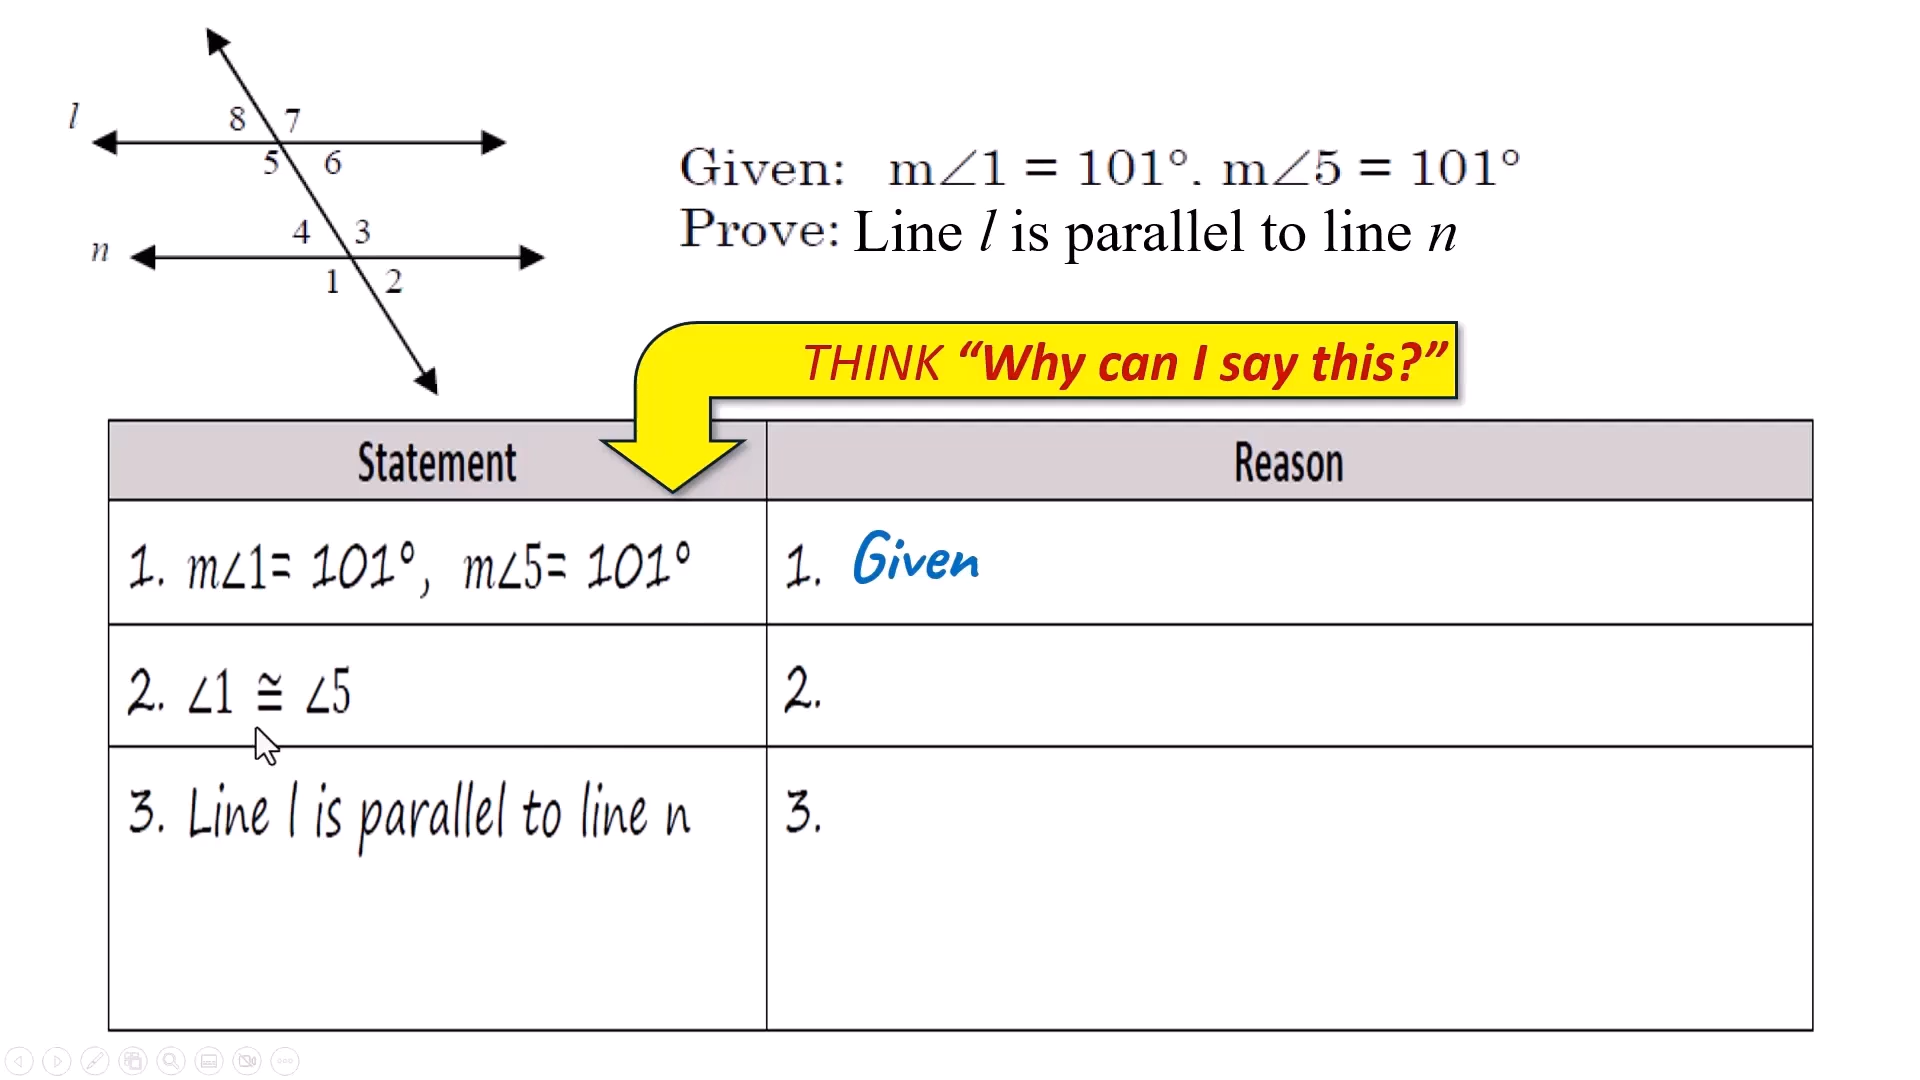 l
8 7
5 6
4 3
n
1 2
Given: m∠1 = 101°. m∠5 = 101°
Prove: Line l is parallel to line n
THINK “Why can I say this?”
Statement
Reason
1. m∠1= 101°, m∠5= 101°
1. Given
2. ∠1 ≅ ∠5
2.
3. Line l is parallel to line n
3.